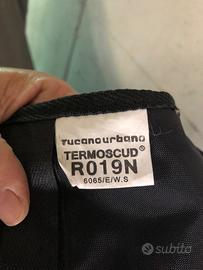 Tucanourbano
TERMOSCUD®
R019N
6065/E/W.S
subito